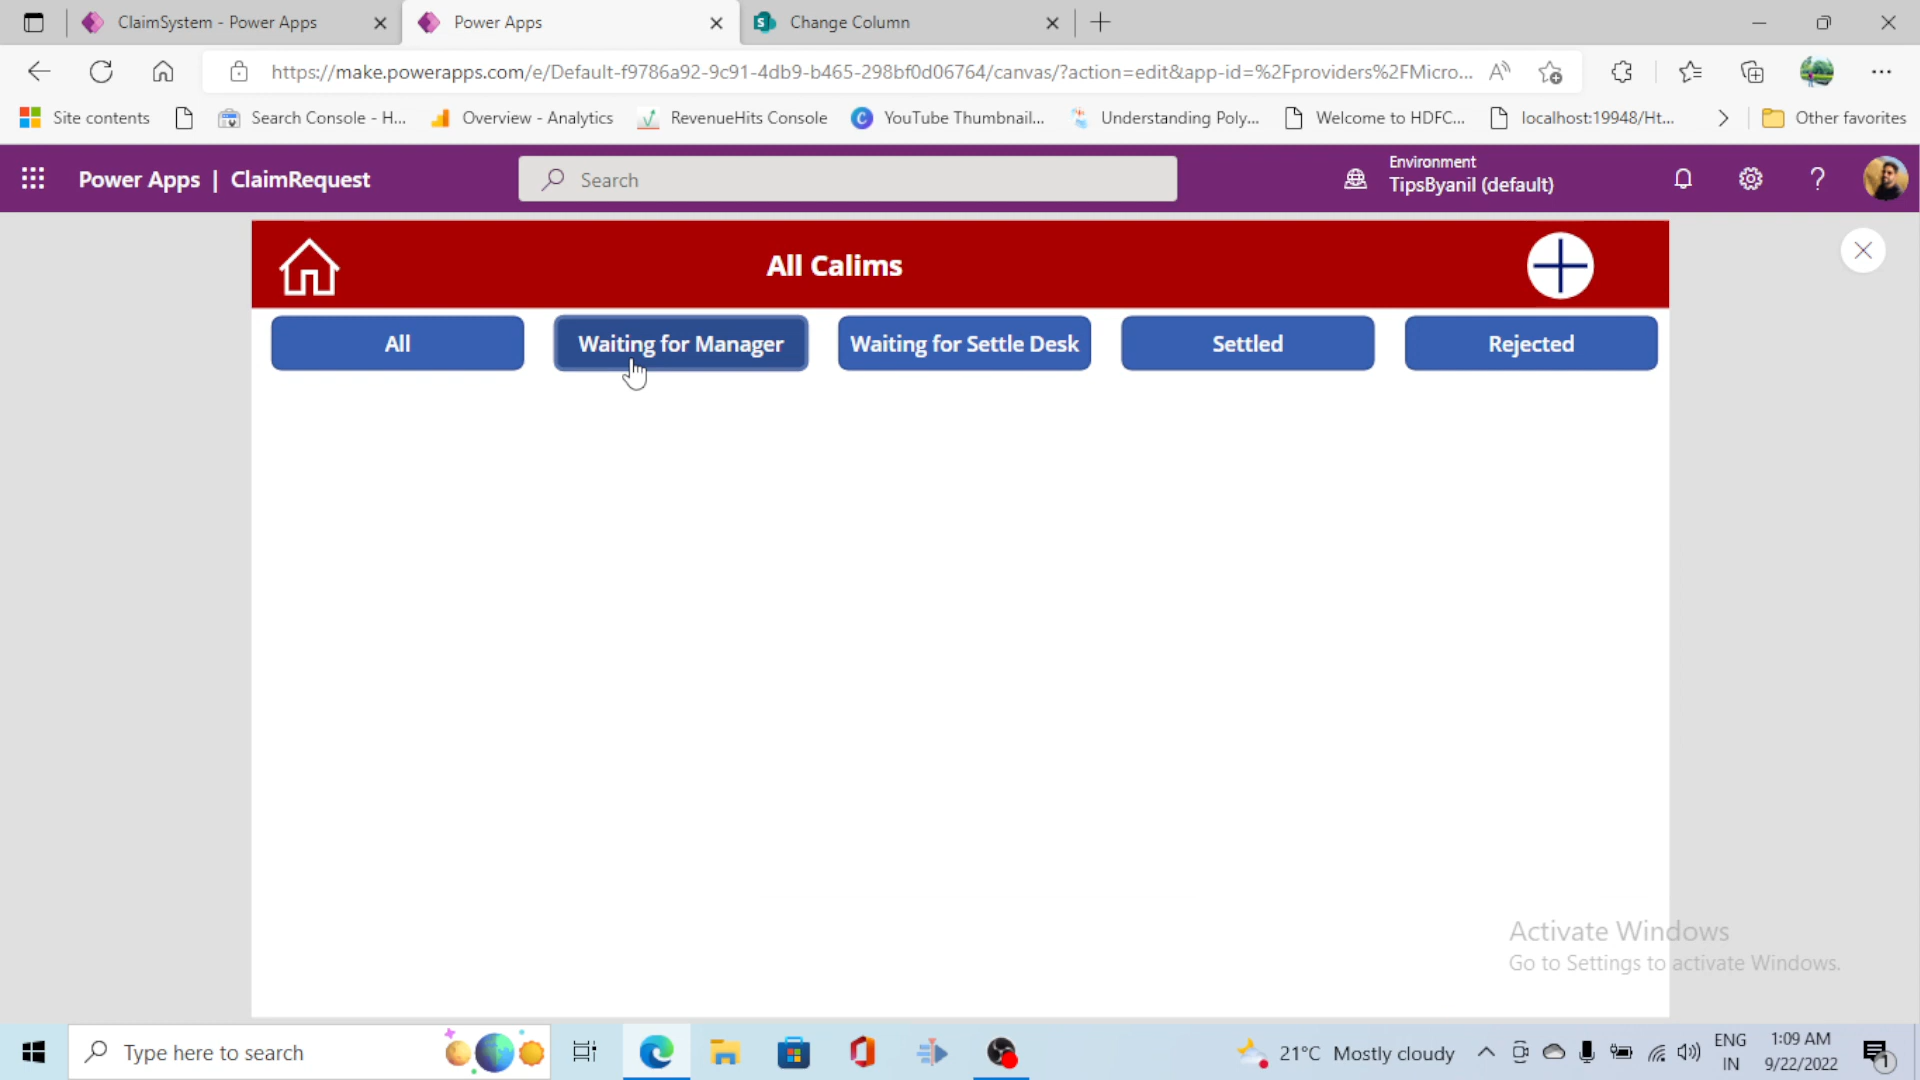 ClaimSystem - Power Apps
Power Apps
Change Column
https://make.powerapps.com/e/Default-f9786a92-9c91-4db9-b465-298bf0d06764/canvas/?action=edit&app-id=%2Fproviders%2FMicro...
Site contents
Search Console - H...
Overview - Analytics
RevenueHits Console
YouTube Thumbnail...
Understanding Poly...
Welcome to HDFC...
localhost:19948/Ht...
Other favorites
Power Apps | ClaimRequest
Search
Environment
TipsByanil (default)
All Calims
All
Waiting for Manager
Waiting for Settle Desk
Settled
Rejected
Activate Windows
Go to Settings to activate Windows.
Type here to search
21°C Mostly cloudy
ENG
IN
1:09 AM
9/22/2022
1